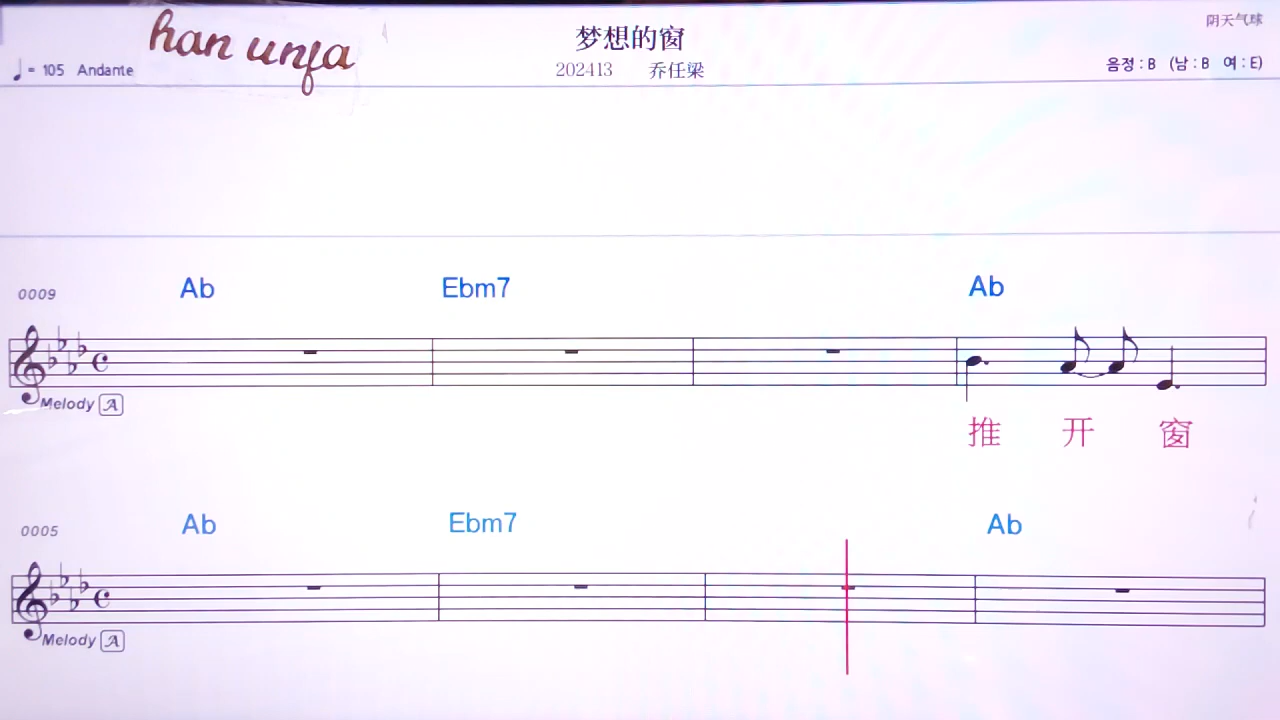 han unfa
梦想的窗
阴天气球
♩= 105 Andante
202413 乔任梁
음정 : B (남 : B 여 : E)
0009
Ab Ebm7 Ab
Melody A
推 开 窗
0005
Ab Ebm7 Ab
Melody A